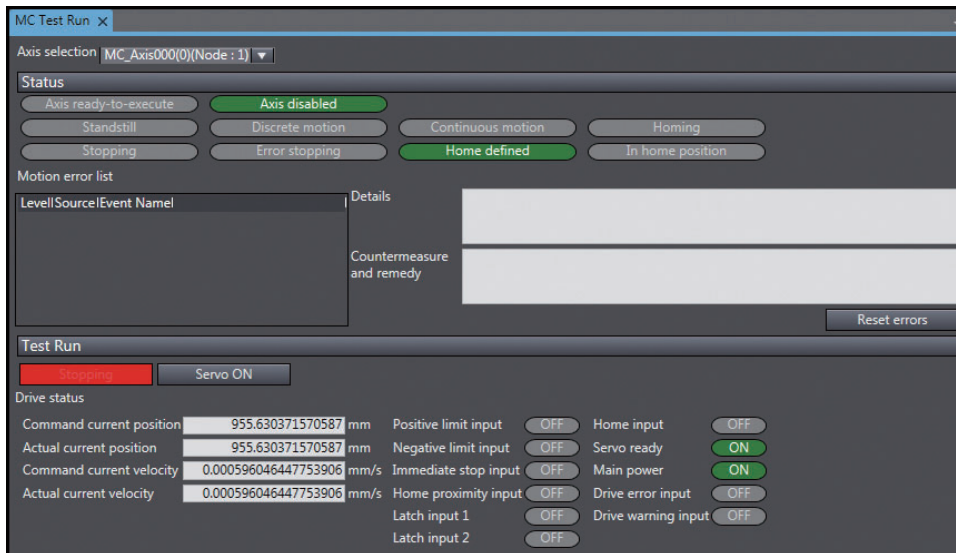 MC Test Run X
Axis selection MC_Axis000(0)(Node : 1)
Status
Axis ready-to-execute Axis disabled
Standstill Discrete motion Continuous motion Homing
Stopping Error stopping Home defined In home position
Motion error list
Level|Source|Event Name| | Details
Countermeasure
and remedy
Reset errors
Test Run
Stopping Servo ON
Drive status
Command current position 955.630371570587 mm Positive limit input OFF Home input OFF
Actual current position 955.630371570587 mm Negative limit input OFF Servo ready ON
Command current velocity 0.000596046447753906 mm/s Immediate stop input OFF Main power ON
Actual current velocity 0.000596046447753906 mm/s Home proximity input OFF Drive error input OFF
Latch input 1 OFF Drive warning input OFF
Latch input 2 OFF